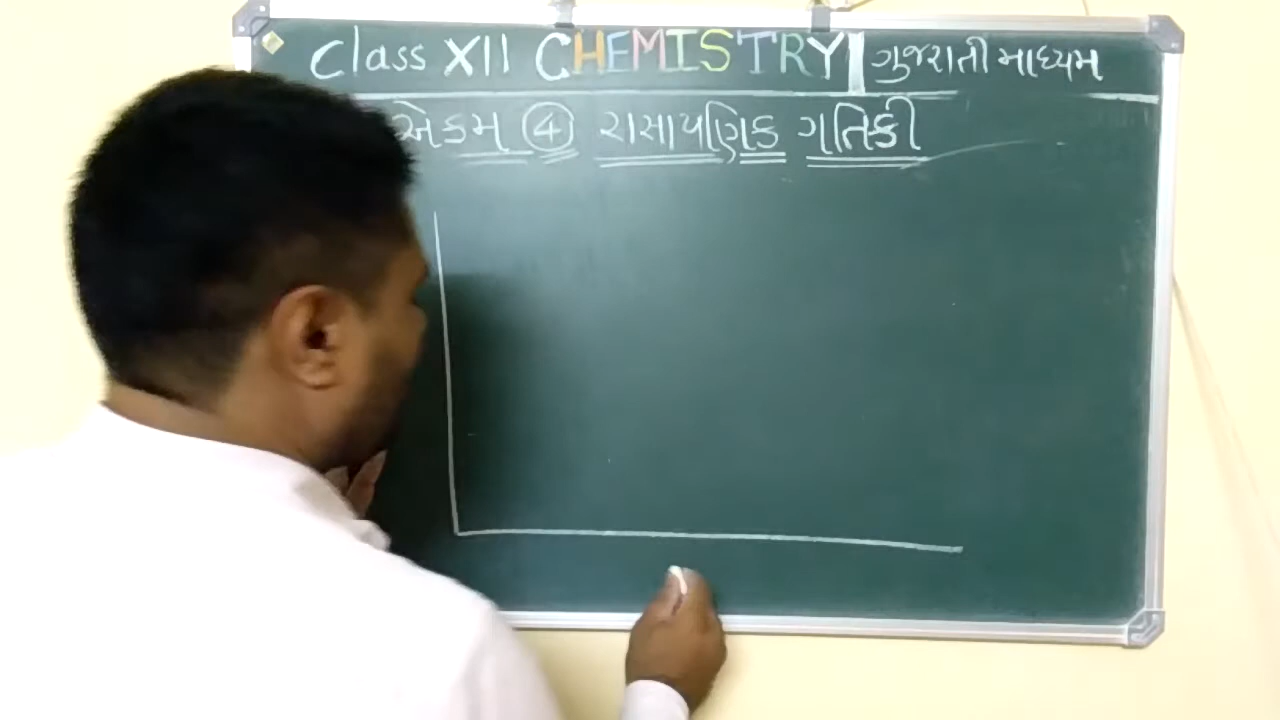 Class XII CHEMISTRY | ગુજરાતી માધ્યમ
એકમ ④ રાસાયણિક ગતિકી